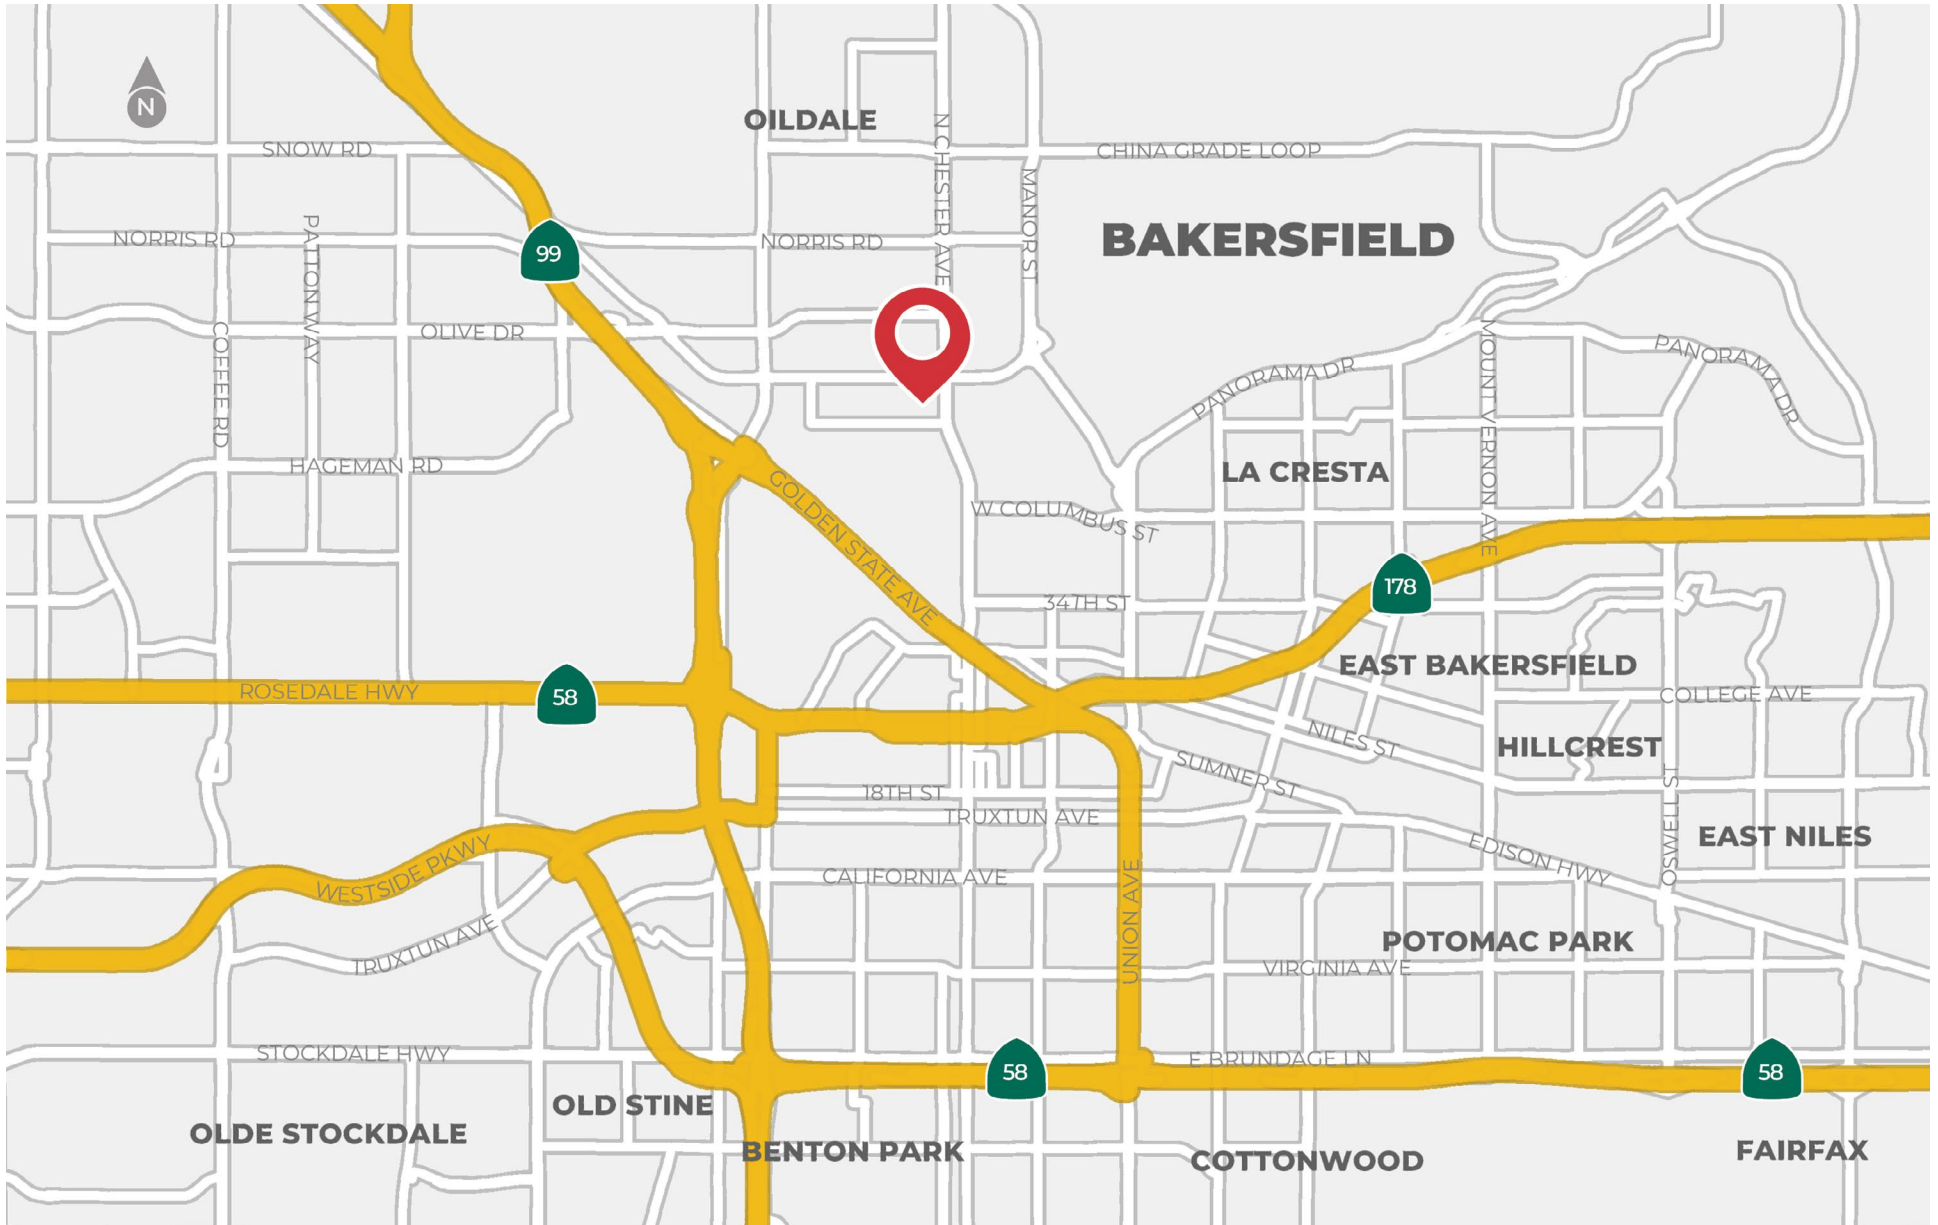 N
OILDALE
N CHESTER AVE
SNOW RD
CHINA GRADE LOOP
MANOR ST
PATTON WAY
NORRIS RD
99
NORRIS RD
BAKERSFIELD
COFFEE RD
OLIVE DR
MOUNT VERNON AVE
PANORAMA DR
PANORAMA DR
HAGEMAN RD
LA CRESTA
GOLDEN STATE AVE
W COLUMBUS ST
178
34TH ST
EAST BAKERSFIELD
ROSEDALE HWY
58
COLLEGE AVE
NILES ST
HILLCREST
SUMNER ST
18TH ST
TRUXTUN AVE
OSWELL ST
EAST NILES
WESTSIDE PKWY
EDISON HWY
CALIFORNIA AVE
UNION AVE
TRUXTUN AVE
POTOMAC PARK
VIRGINIA AVE
STOCKDALE HWY
58
E BRUNDAGE LN
58
OLD STINE
OLDE STOCKDALE
BENTON PARK
COTTONWOOD
FAIRFAX